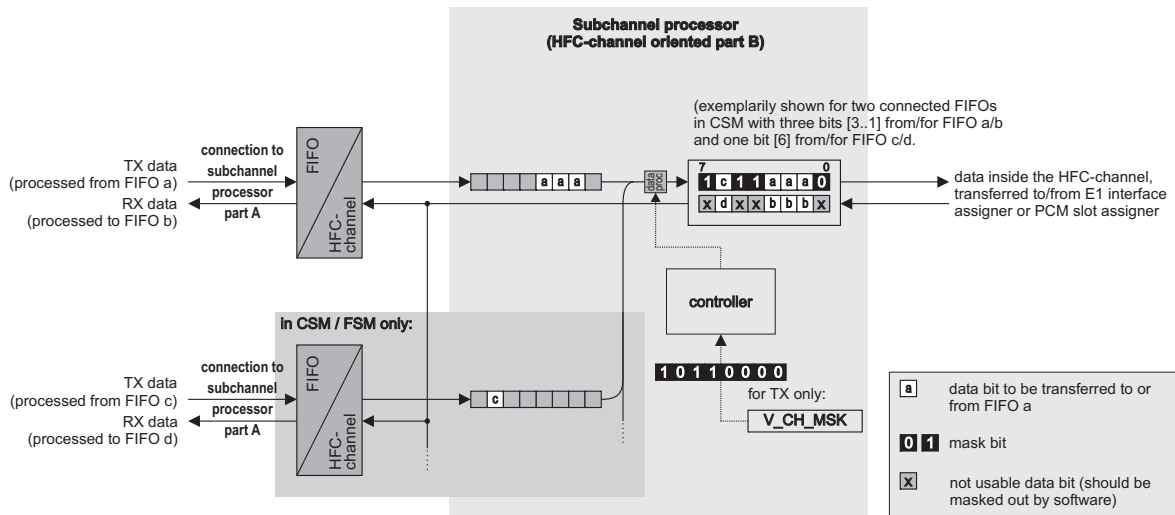 Subchannel processor
(HFC-channel oriented part B)
(exemplarily shown for two connected FIFOs
in CSM with three bits [3..1] from/for FIFO a/b
and one bit [6] from/for FIFO c/d.
TX data
(processed from FIFO a)
RX data
(processed to FIFO b)
connection to
subchannel
processor
part A
FIFO
HFC-
channel
a a a
data
proc
7 0
1 c 1 1 a a a 0
x d x x b b b x
data inside the HFC-channel,
transferred to/from E1 interface
assigner or PCM slot assigner
controller
in CSM / FSM only:
TX data
(processed from FIFO c)
RX data
(processed to FIFO d)
connection to
subchannel
processor
part A
FIFO
HFC-
channel
c
1 0 1 1 0 0 0 0
for TX only:
V_CH_MSK
a data bit to be transferred to or
from FIFO a
0 1 mask bit
x not usable data bit (should be
masked out by software)